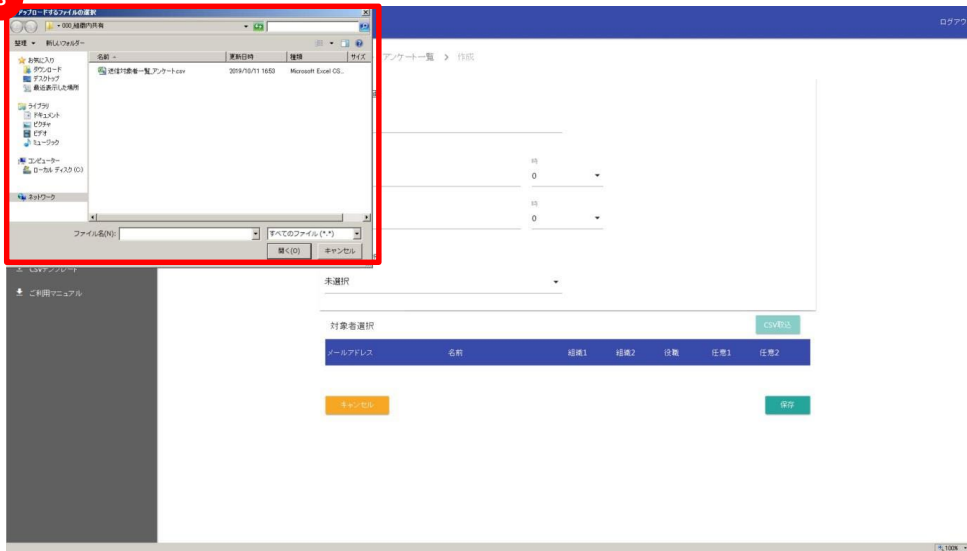 アップロードするファイルの選択
ログアウ
000_組織内共有
整理
新しいフォルダー
アンケート一覧 > 作成
お気に入り
ダウンロード
デスクトップ
最近表示した場所
ライブラリ
ドキュメント
ピクチャ
ビデオ
ミュージック
コンピューター
ローカル ディスク (C:)
ネットワーク
名前 更新日時 種類 サイズ
送信対象者一覧_アンケート.csv 2019/10/11 16:53 Microsoft Excel CS...
時
0
時
0
ファイル名(N):
すべてのファイル (*.*)
開く(O)
キャンセル
CSVテンプレート
ご利用マニュアル
未選択
対象者選択
CSV取込
メールアドレス 名前 組織1 組織2 役職 任意1 任意2
キャンセル
保存
100%